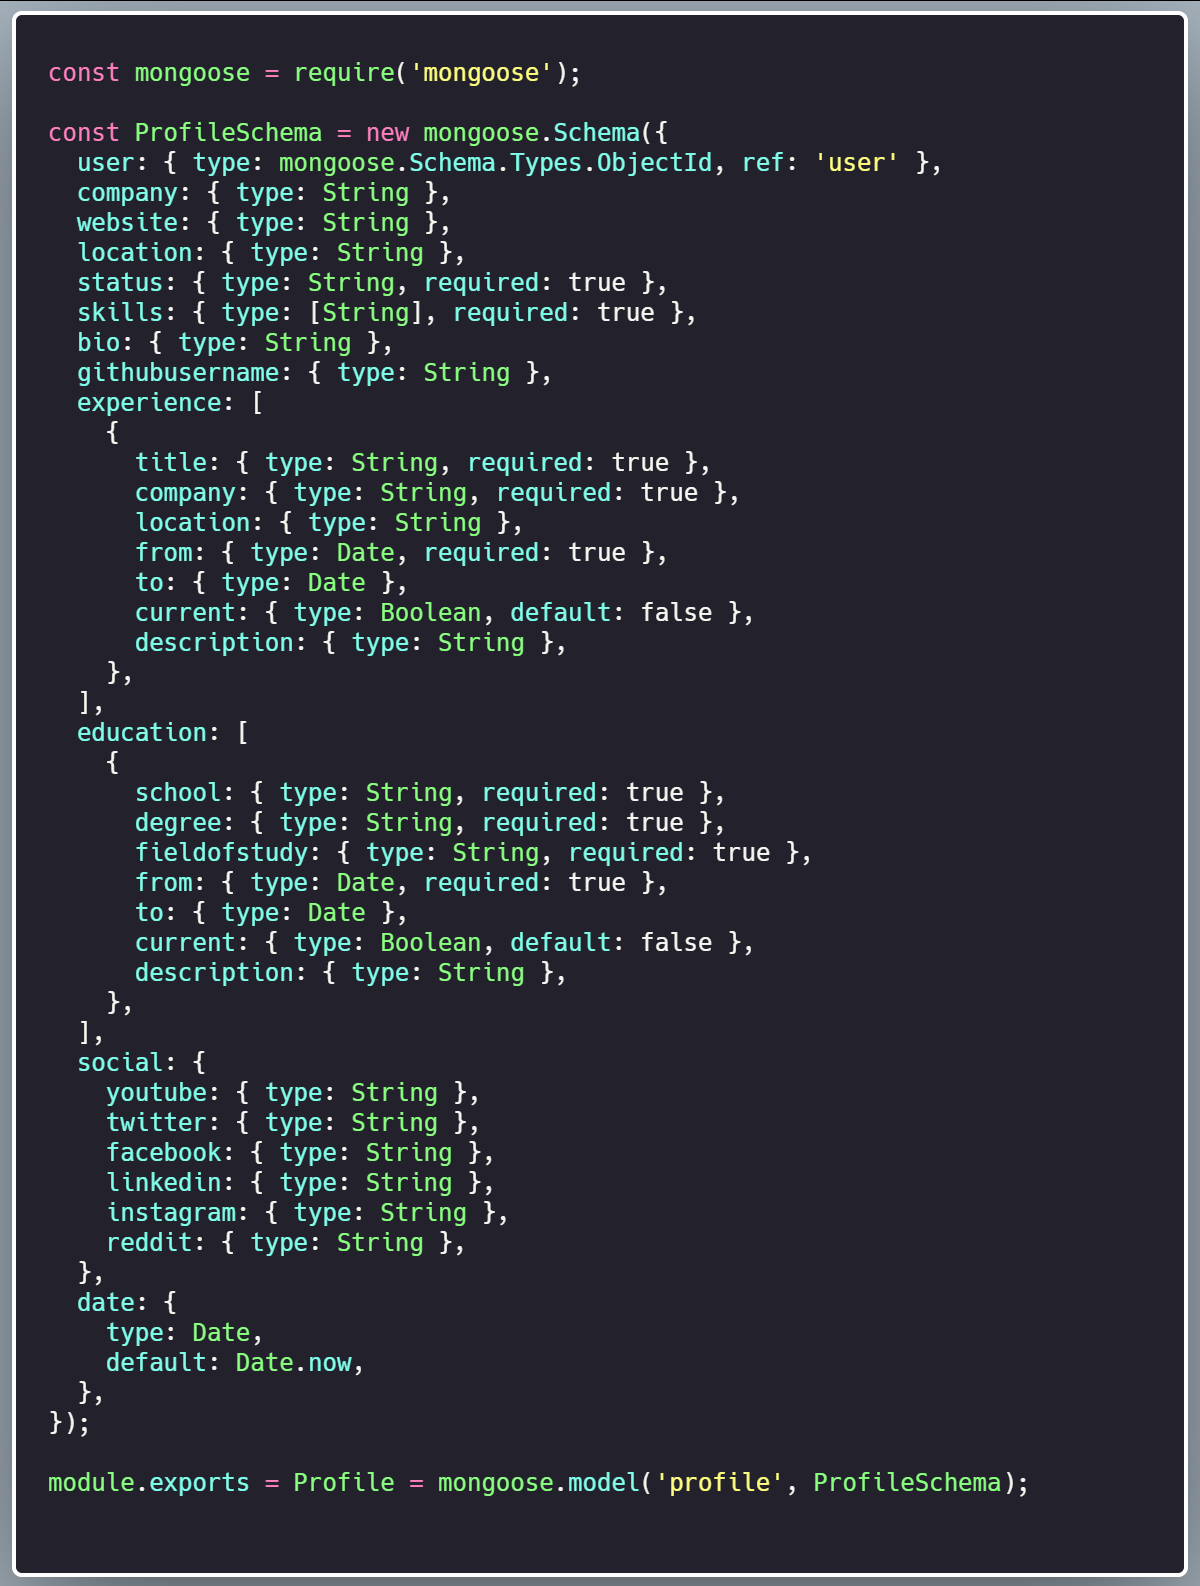 const mongoose = require('mongoose');

const ProfileSchema = new mongoose.Schema({
  user: { type: mongoose.Schema.Types.ObjectId, ref: 'user' },
  company: { type: String },
  website: { type: String },
  location: { type: String },
  status: { type: String, required: true },
  skills: { type: [String], required: true },
  bio: { type: String },
  githubusername: { type: String },
  experience: [
    {
      title: { type: String, required: true },
      company: { type: String, required: true },
      location: { type: String },
      from: { type: Date, required: true },
      to: { type: Date },
      current: { type: Boolean, default: false },
      description: { type: String },
    },
  ],
  education: [
    {
      school: { type: String, required: true },
      degree: { type: String, required: true },
      fieldofstudy: { type: String, required: true },
      from: { type: Date, required: true },
      to: { type: Date },
      current: { type: Boolean, default: false },
      description: { type: String },
    },
  ],
  social: {
    youtube: { type: String },
    twitter: { type: String },
    facebook: { type: String },
    linkedin: { type: String },
    instagram: { type: String },
    reddit: { type: String },
  },
  date: {
    type: Date,
    default: Date.now,
  },
});

module.exports = Profile = mongoose.model('profile', ProfileSchema);